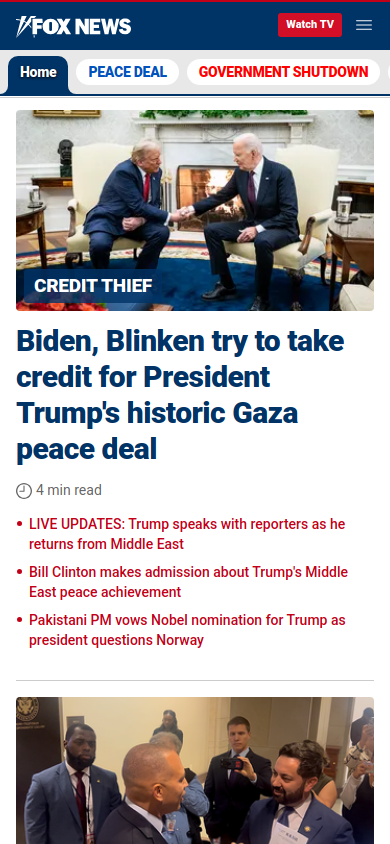 FOX NEWS
Watch TV
Home
PEACE DEAL
GOVERNMENT SHUTDOWN
CREDIT THIEF
Biden, Blinken try to take
credit for President
Trump's historic Gaza
peace deal
4 min read
LIVE UPDATES: Trump speaks with reporters as he
returns from Middle East
Bill Clinton makes admission about Trump's Middle
East peace achievement
Pakistani PM vows Nobel nomination for Trump as
president questions Norway